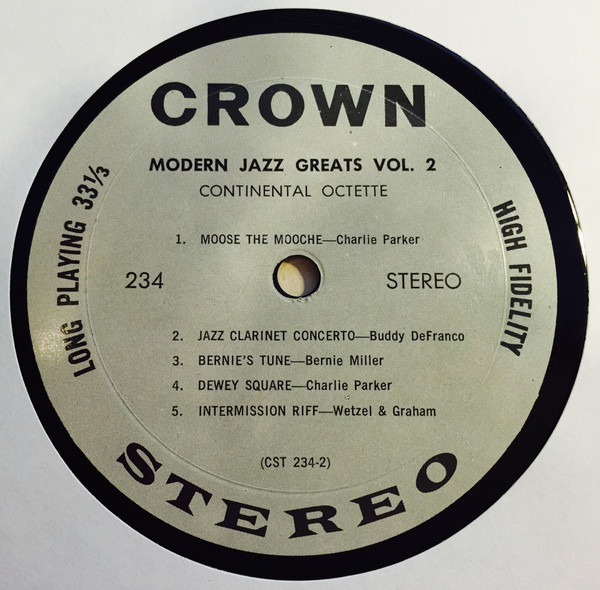 CROWN
MODERN JAZZ GREATS VOL. 2
CONTINENTAL OCTETTE
1. MOOSE THE MOOCHE—Charlie Parker
234
STEREO
LONG PLAYING 33⅓
HIGH FIDELITY
2. JAZZ CLARINET CONCERTO—Buddy DeFranco
3. BERNIE'S TUNE—Bernie Miller
4. DEWEY SQUARE—Charlie Parker
5. INTERMISSION RIFF—Wetzel & Graham
(CST 234-2)
STEREO